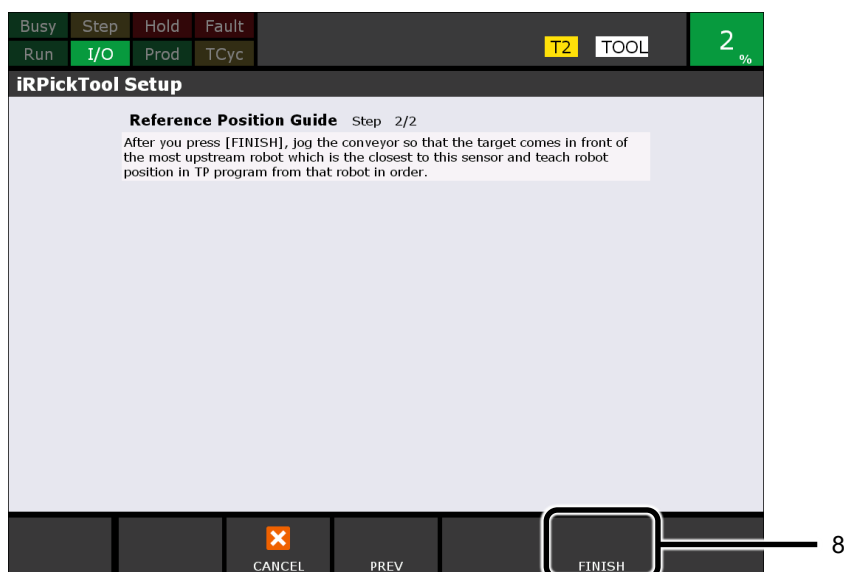 Busy Step Hold Fault
Run I/O Prod TCyc
T2 TOOL
2 %
iRPickTool Setup
Reference Position Guide Step 2/2
After you press [FINISH], jog the conveyor so that the target comes in front of
the most upstream robot which is the closest to this sensor and teach robot
position in TP program from that robot in order.
CANCEL PREV FINISH
8